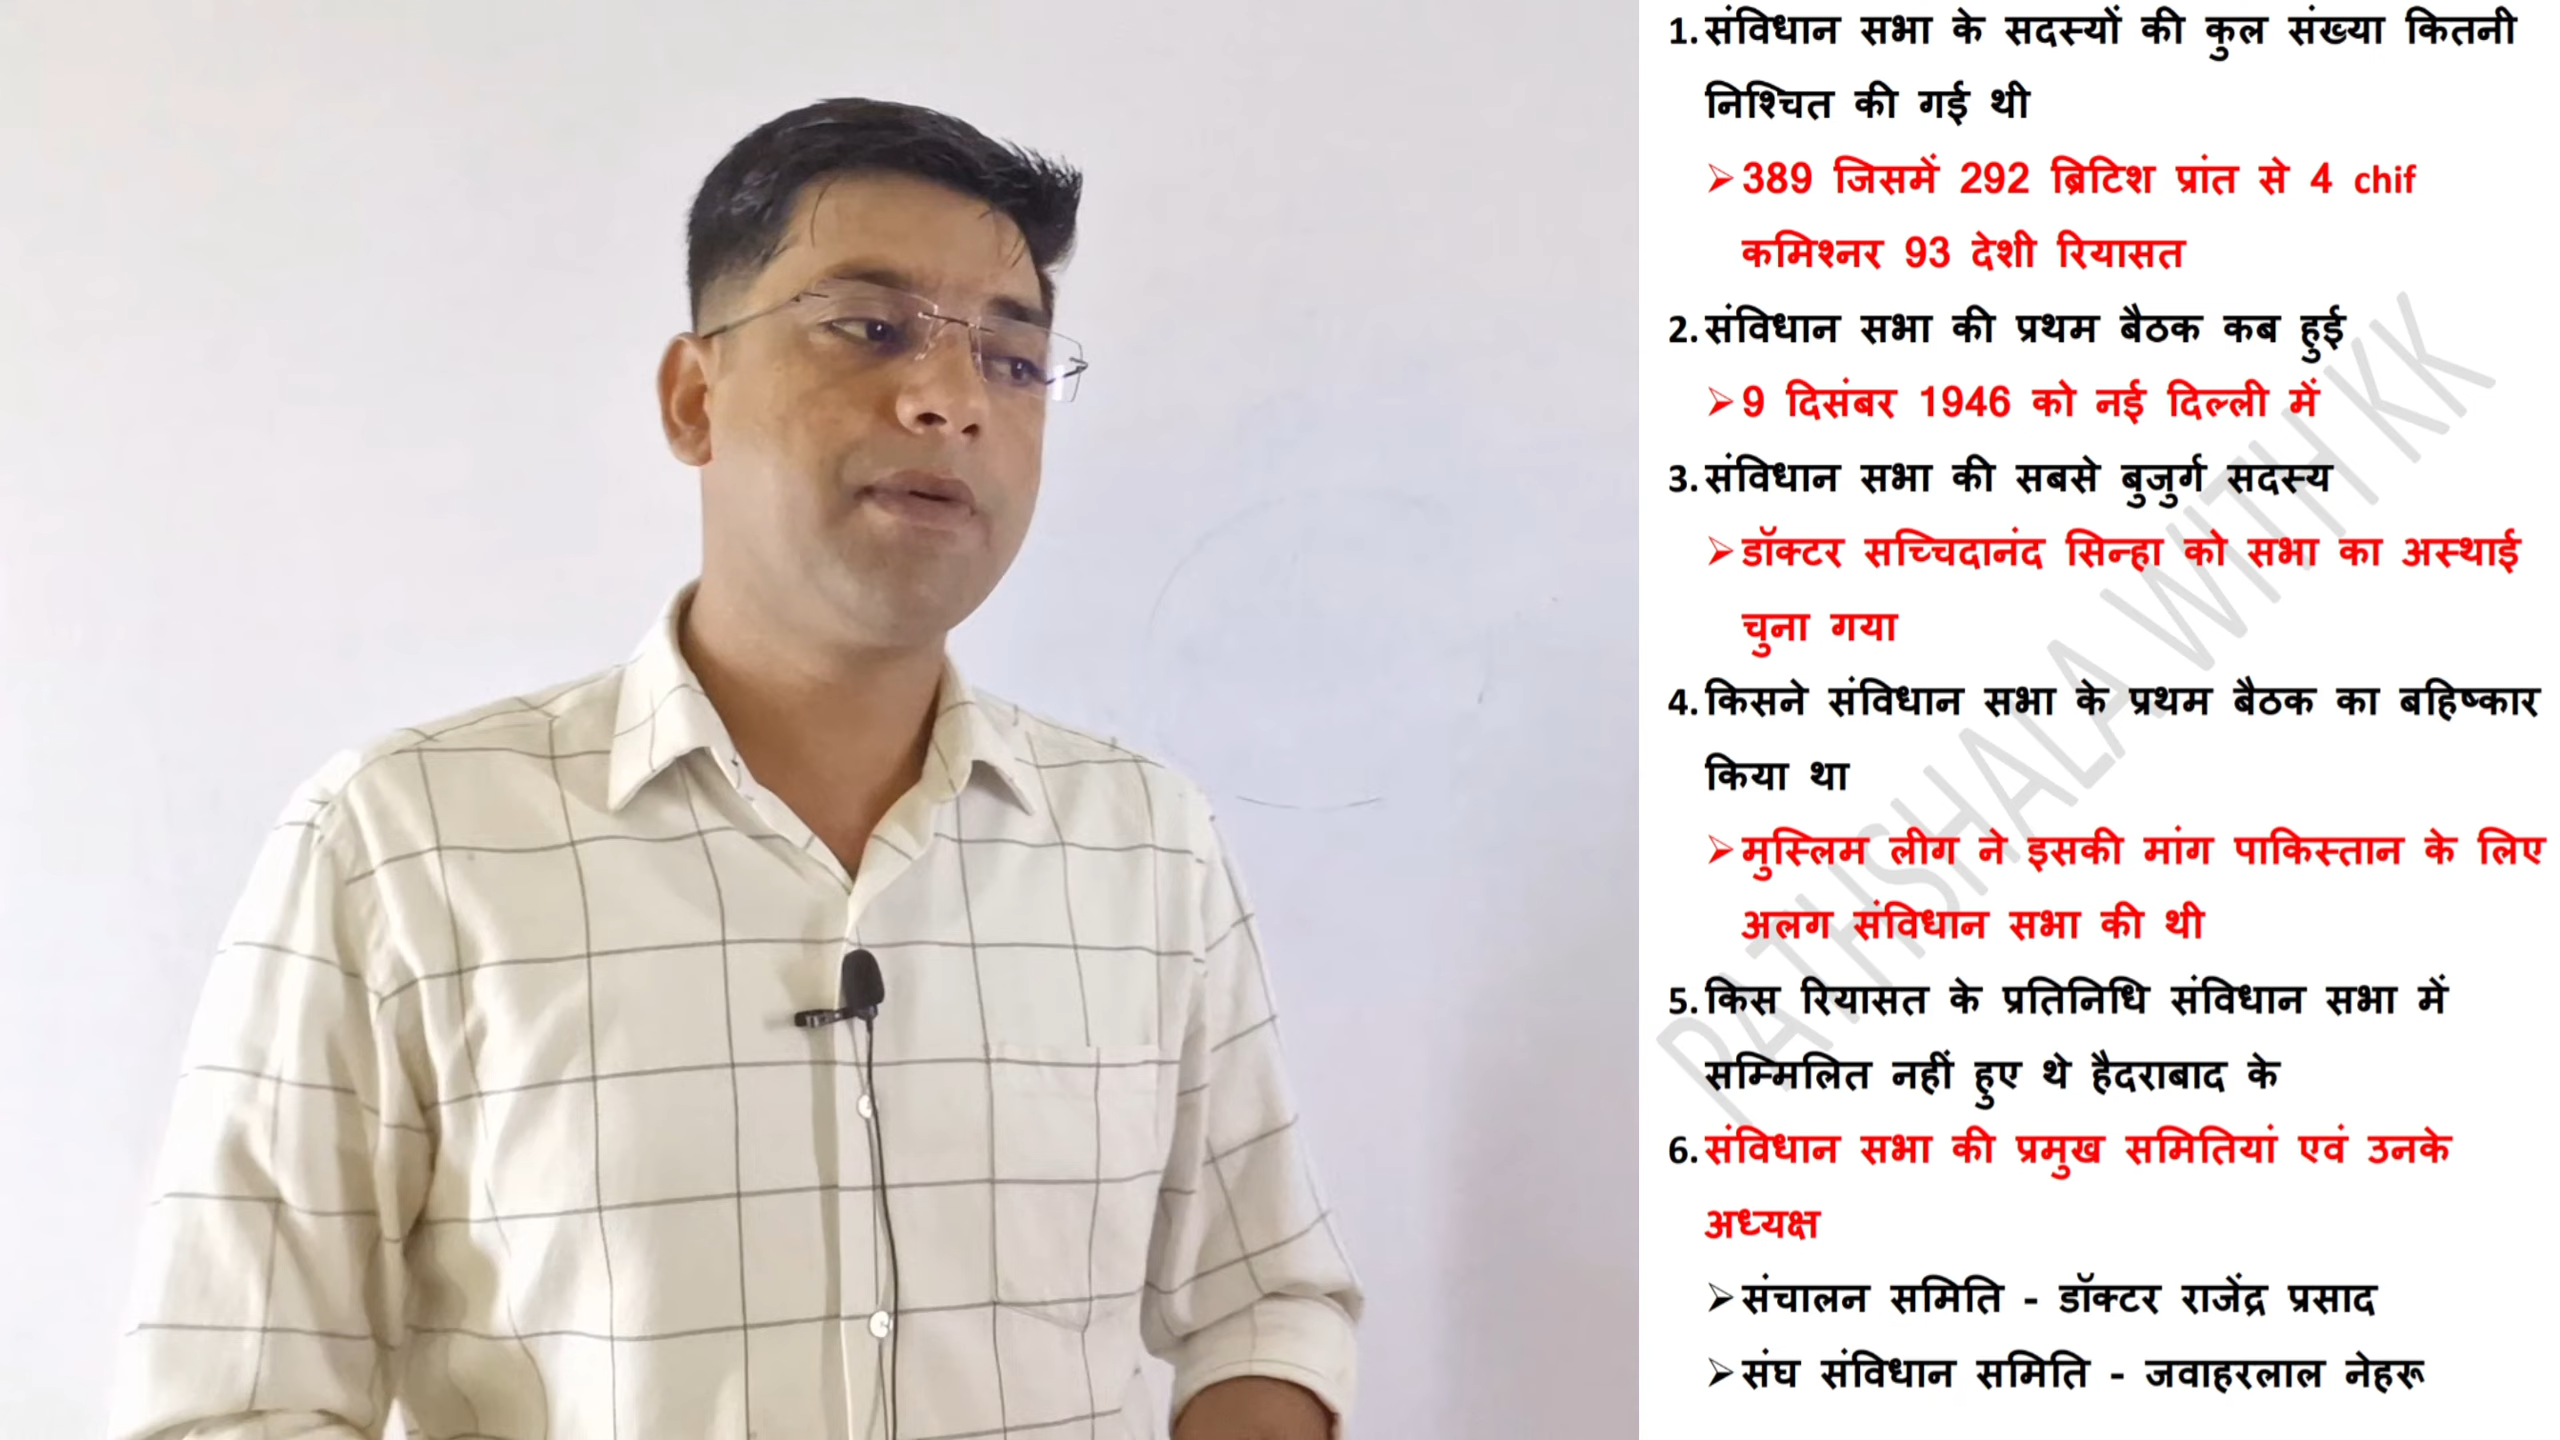 1. संविधान सभा के सदस्यों की कुल संख्या कितनी
निश्चित की गई थी
➢ 389 जिसमें 292 ब्रिटिश प्रांत से 4 chif
कमिश्नर 93 देशी रियासत
2. संविधान सभा की प्रथम बैठक कब हुई
➢ 9 दिसंबर 1946 को नई दिल्ली में
3. संविधान सभा की सबसे बुजुर्ग सदस्य
➢ डॉक्टर सच्चिदानंद सिन्हा को सभा का अस्थाई
चुना गया
4. किसने संविधान सभा के प्रथम बैठक का बहिष्कार
किया था
➢ मुस्लिम लीग ने इसकी मांग पाकिस्तान के लिए
अलग संविधान सभा की थी
5. किस रियासत के प्रतिनिधि संविधान सभा में
सम्मिलित नहीं हुए थे हैदराबाद के
6. संविधान सभा की प्रमुख समितियां एवं उनके
अध्यक्ष
➢ संचालन समिति - डॉक्टर राजेंद्र प्रसाद
➢ संघ संविधान समिति - जवाहरलाल नेहरू
PATHSHALA WITH KK